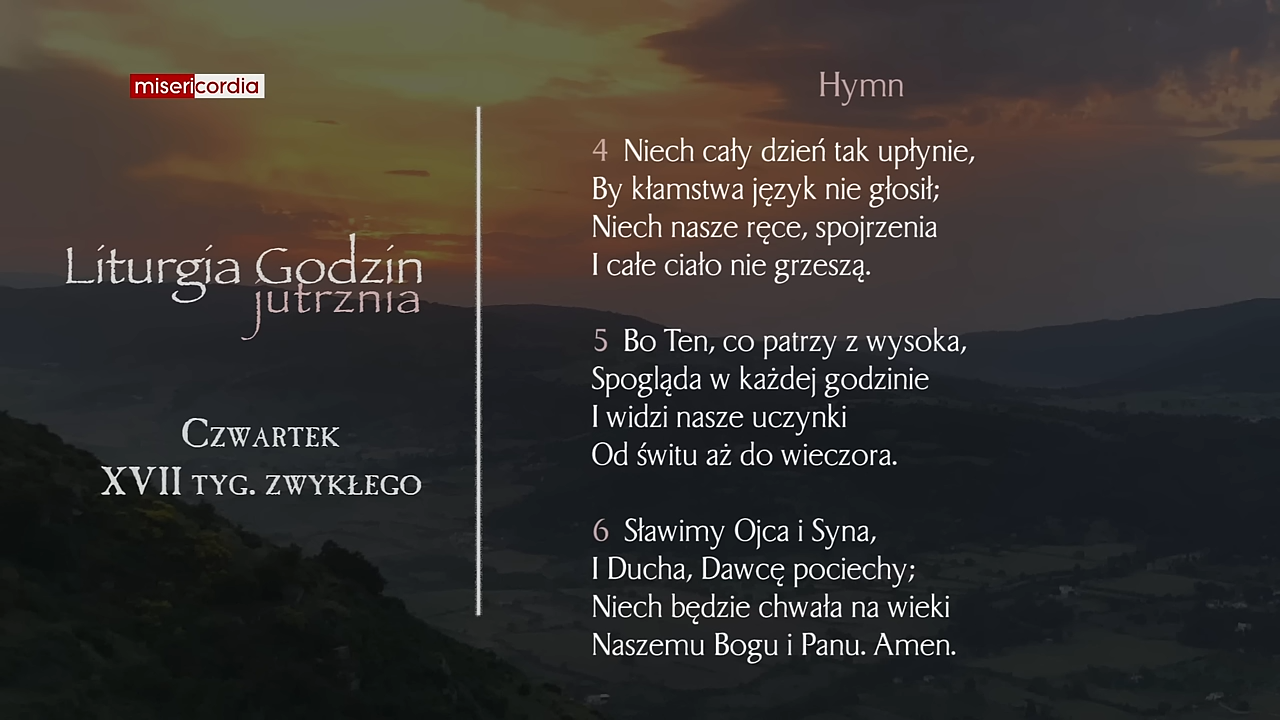 misericordia
Liturgia Godzin
jutrznia
Czwartek
XVII tyg. zwykłego
Hymn
4 Niech cały dzień tak upłynie,
By kłamstwa język nie głosił;
Niech nasze ręce, spojrzenia
I całe ciało nie grzeszą.
5 Bo Ten, co patrzy z wysoka,
Spogląda w każdej godzinie
I widzi nasze uczynki
Od świtu aż do wieczora.
6 Sławimy Ojca i Syna,
I Ducha, Dawcę pociechy;
Niech będzie chwała na wieki
Naszemu Bogu i Panu. Amen.